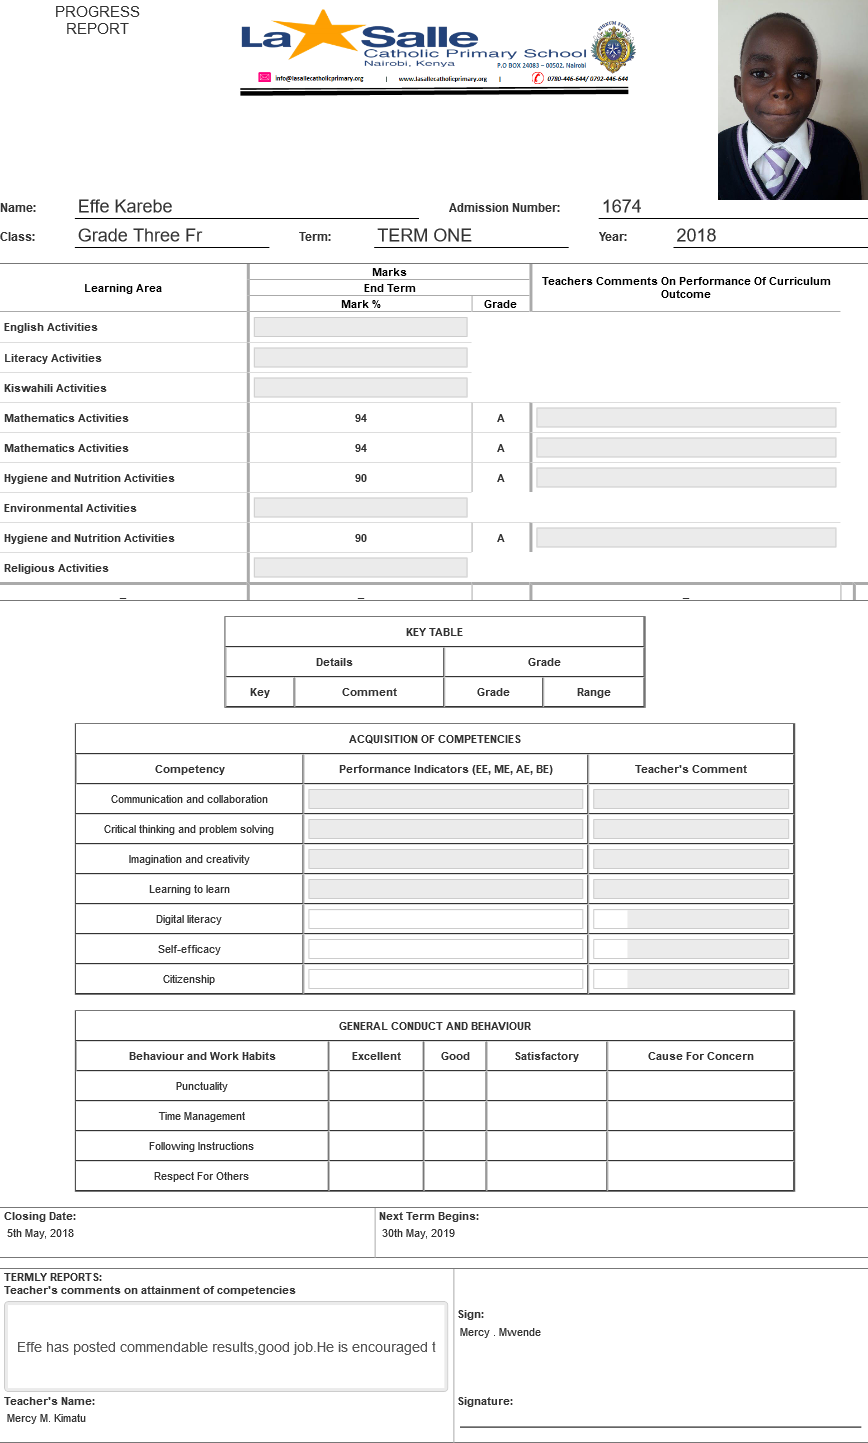 PROGRESS
REPORT
La Salle
Catholic Primary School
Nairobi, Kenya
P.O BOX 24083 – 00502, Nairobi
info@lasallecatholicprimary.org | www.lasallecatholicprimary.org | 0780-446-644/ 0792-446-644
Name: Effe Karebe Admission Number: 1674
Class: Grade Three Fr Term: TERM ONE Year: 2018
Learning Area Marks Teachers Comments On Performance Of Curriculum Outcome
End Term
Mark % Grade
English Activities
Literacy Activities
Kiswahili Activities
Mathematics Activities 94 A
Mathematics Activities 94 A
Hygiene and Nutrition Activities 90 A
Environmental Activities
Hygiene and Nutrition Activities 90 A
Religious Activities
_ _ _
KEY TABLE
Details Grade
Key Comment Grade Range
ACQUISITION OF COMPETENCIES
Competency Performance Indicators (EE, ME, AE, BE) Teacher's Comment
Communication and collaboration
Critical thinking and problem solving
Imagination and creativity
Learning to learn
Digital literacy
Self-efficacy
Citizenship
GENERAL CONDUCT AND BEHAVIOUR
Behaviour and Work Habits Excellent Good Satisfactory Cause For Concern
Punctuality
Time Management
Following Instructions
Respect For Others
Closing Date: Next Term Begins:
5th May, 2018 30th May, 2019
TERMLY REPORTS:
Teacher's comments on attainment of competencies
Effe has posted commendable results,good job.He is encouraged t
Sign:
Mercy . Mwende
Teacher's Name: Signature:
Mercy M. Kimatu